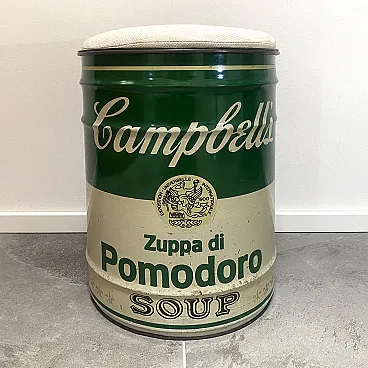 Campbell's
Zuppa di
Pomodoro
SOUP